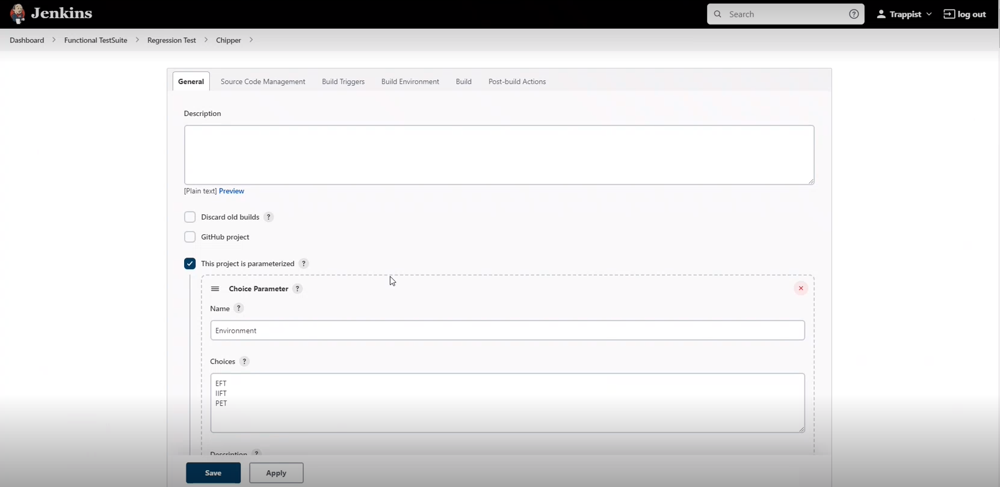 Jenkins
Search
?
Trappist
log out
Dashboard > Functional TestSuite > Regression Test > Chipper >
General Source Code Management Build Triggers Build Environment Build Post-build Actions
Description
[Plain text] Preview
Discard old builds ?
GitHub project
This project is parameterized ?
Choice Parameter ?
Name ?
Environment
Choices ?
EFT
IIFT
PET
Description ?
Save Apply